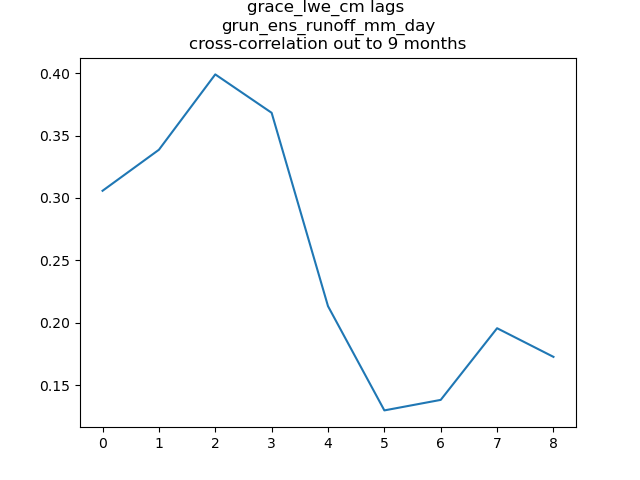 grace_lwe_cm lags
grun_ens_runoff_mm_day
cross-correlation out to 9 months
0.40
0.35
0.30
0.25
0.20
0.15
0 1 2 3 4 5 6 7 8